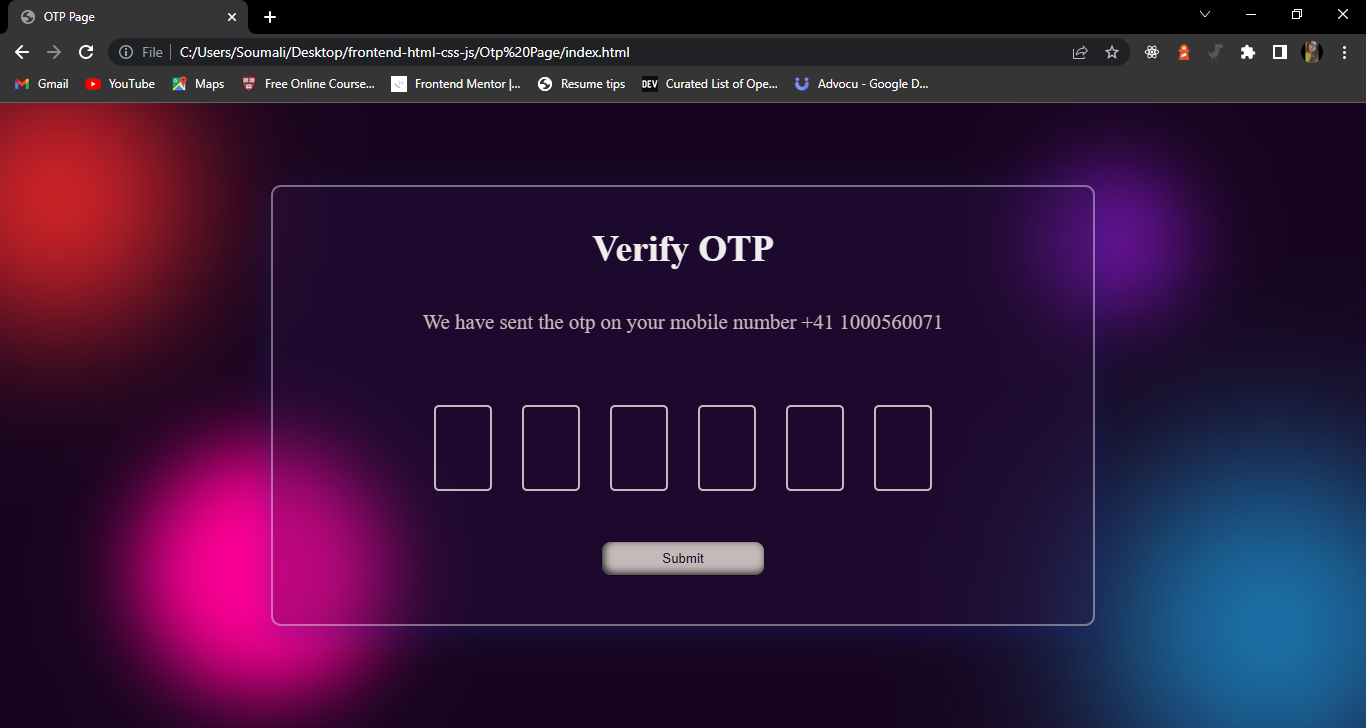 OTP Page
File C:/Users/Soumali/Desktop/frontend-html-css-js/Otp%20Page/index.html
Gmail YouTube Maps Free Online Course... Frontend Mentor |... Resume tips DEV Curated List of Ope... Advocu - Google D...
Verify OTP
We have sent the otp on your mobile number +41 1000560071
Submit